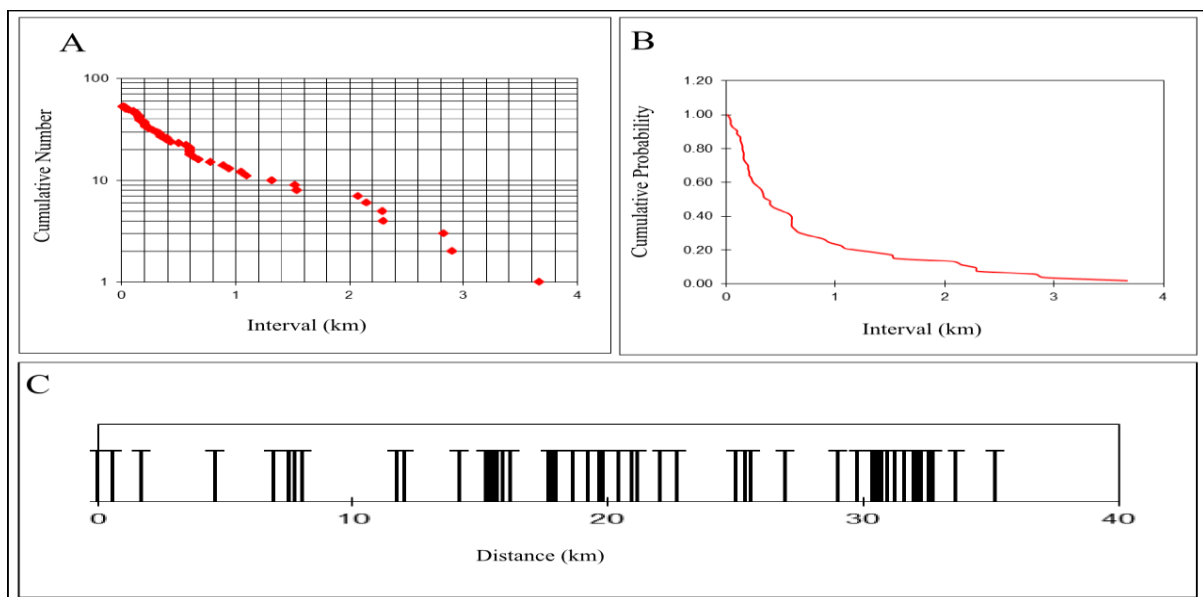 A
100
10
1
0 1 2 3 4
Cumulative Number
Interval (km)
B
1.20
1.00
0.80
0.60
0.40
0.20
0.00
0 1 2 3 4
Cumulative Probability
Interval (km)
C
0 10 20 30 40
Distance (km)